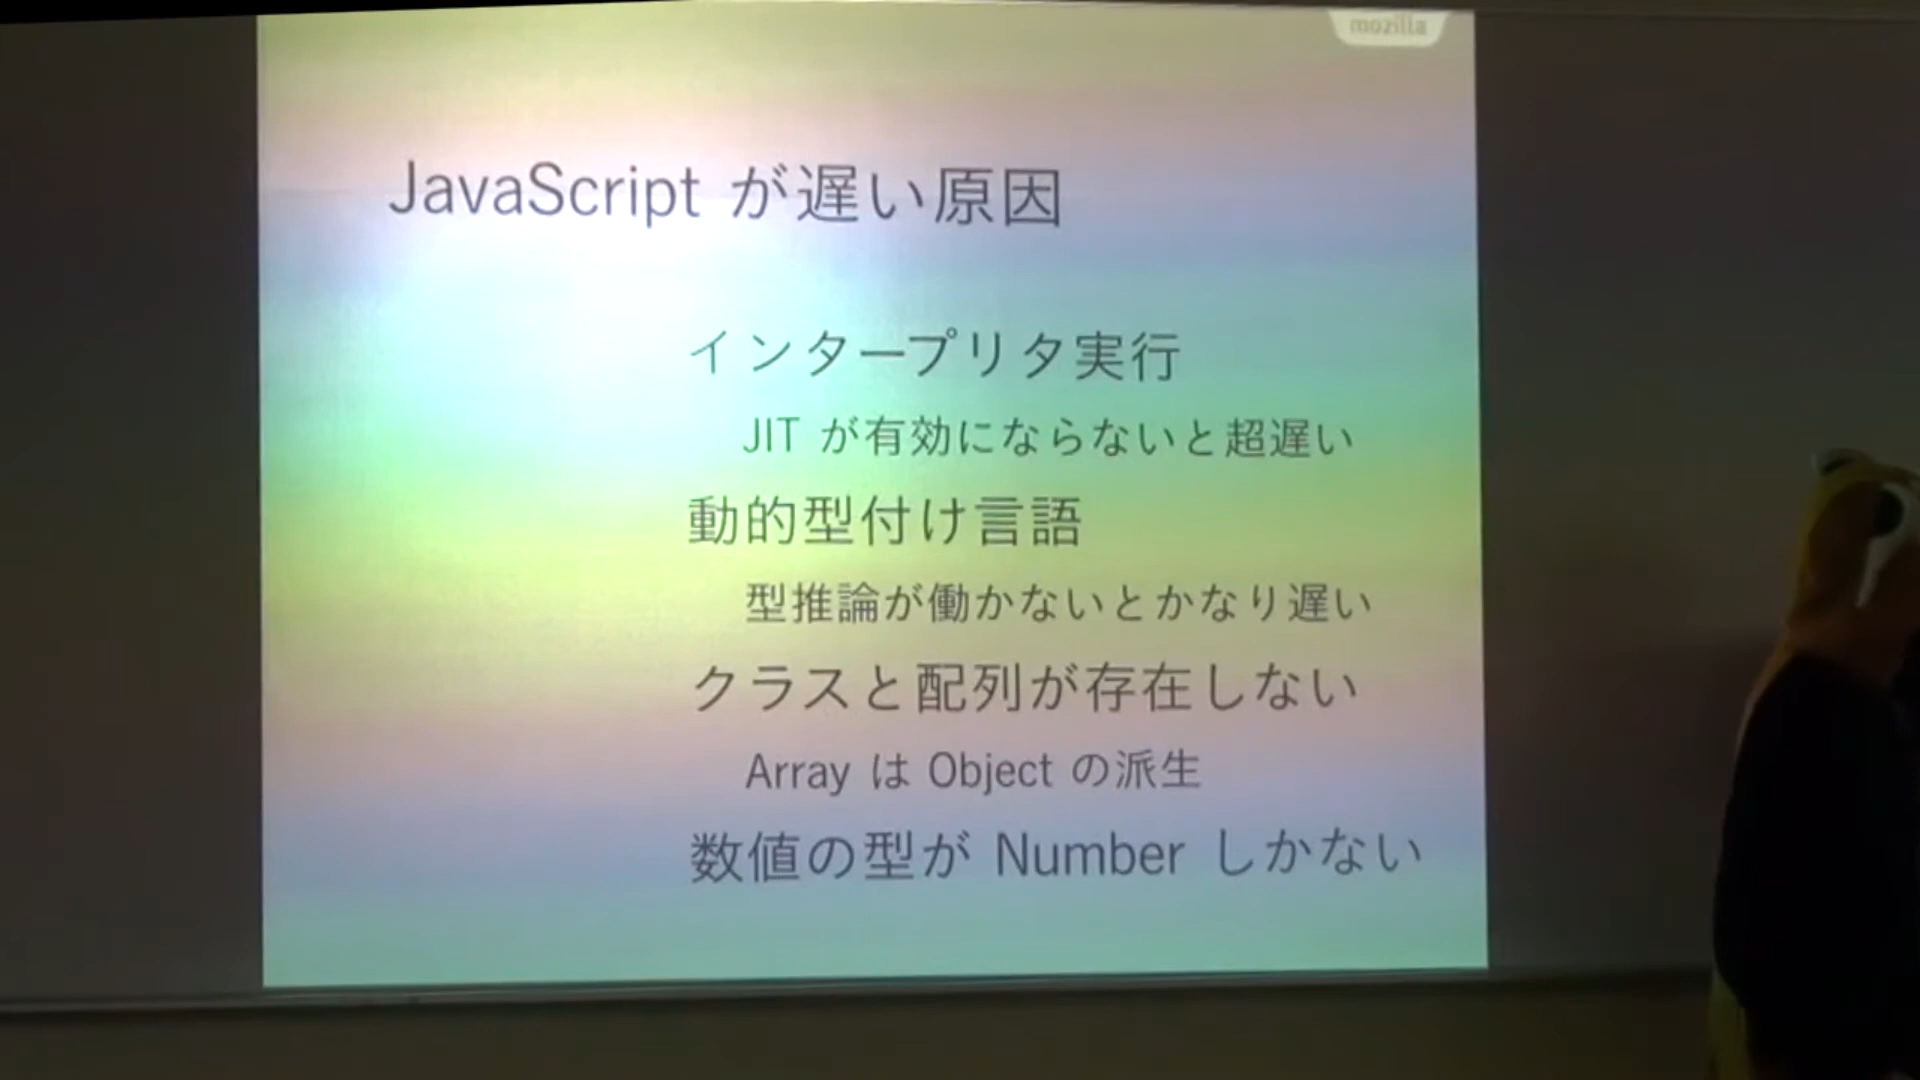 mozilla
JavaScript が遅い原因
インタープリタ実行
JIT が有効にならないと超遅い
動的型付け言語
型推論が働かないとかなり遅い
クラスと配列が存在しない
Array は Object の派生
数値の型が Number しかない